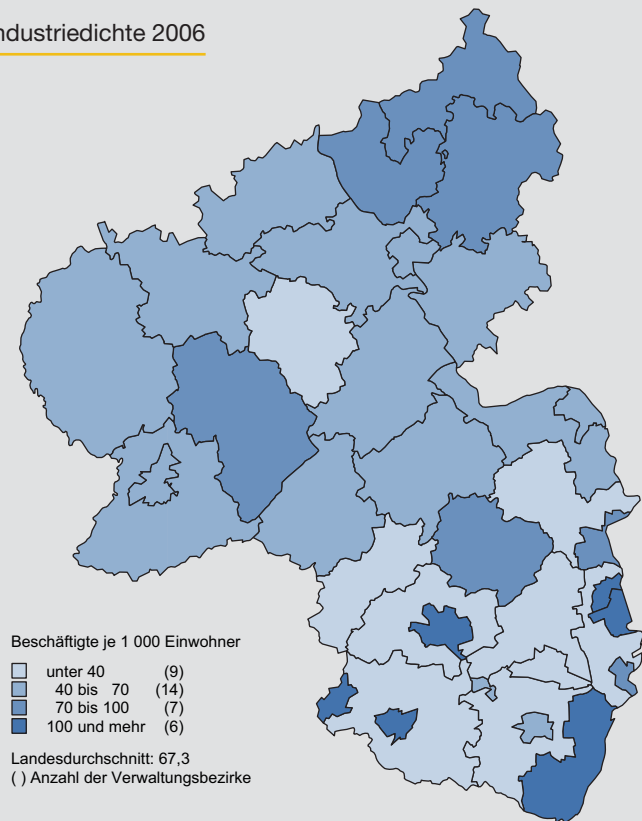 ndustriedichte 2006
Beschäftigte je 1 000 Einwohner
unter 40 (9)
40 bis 70 (14)
70 bis 100 (7)
100 und mehr (6)
Landesdurchschnitt: 67,3
( ) Anzahl der Verwaltungsbezirke